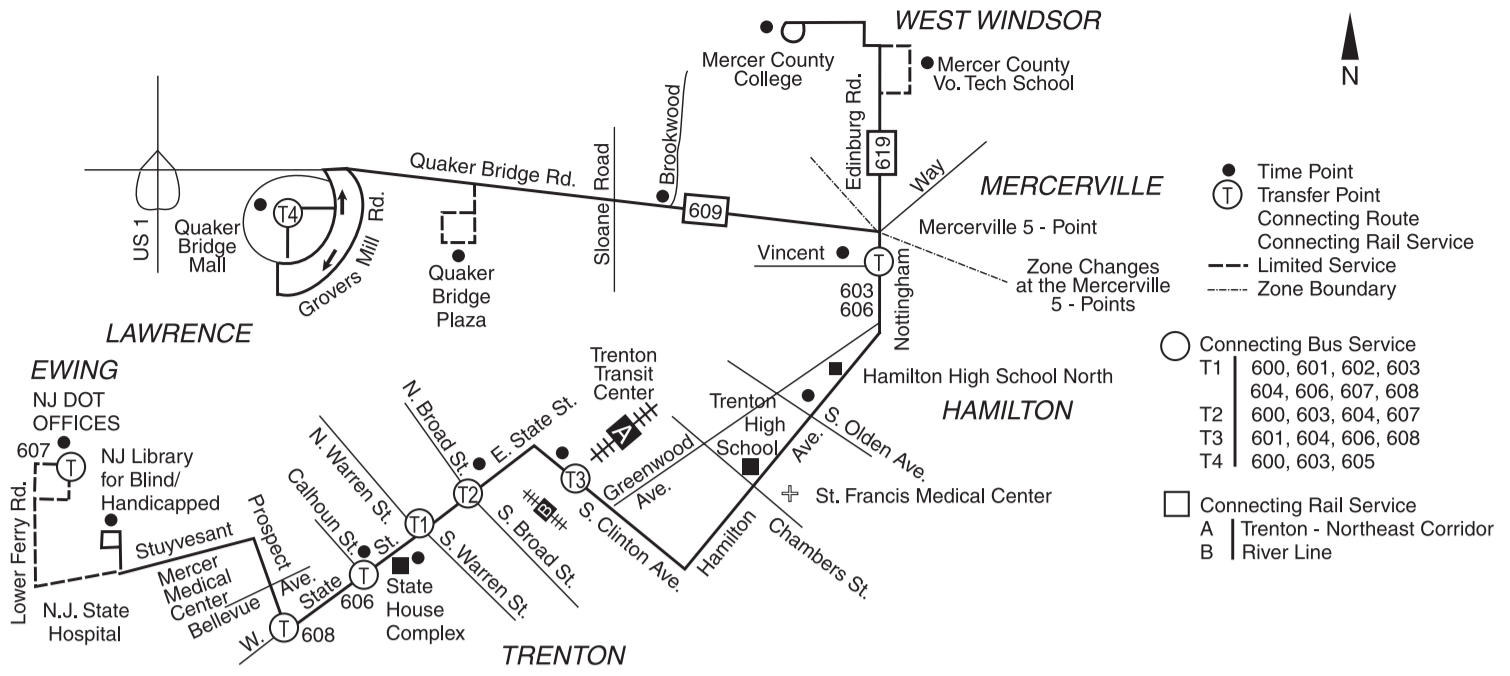 WEST WINDSOR
Mercer County
College
Mercer County
Vo. Tech School
N
Edinburg Rd.
619
Way
Brookwood
Quaker Bridge Rd.
Sloane Road
609
MERCERVILLE
Mercerville 5 - Point
Vincent
T
603
606
Nottingham
Zone Changes
at the Mercerville
5 - Points
US 1
T4
Quaker
Bridge
Mall
Grovers Mill Rd.
Quaker
Bridge
Plaza
LAWRENCE
Time Point
T
Transfer Point
Connecting Route
Connecting Rail Service
Limited Service
Zone Boundary
Connecting Bus Service
T1
600, 601, 602, 603
604, 606, 607, 608
T2
600, 603, 604, 607
T3
601, 604, 606, 608
T4
600, 603, 605
Connecting Rail Service
A
Trenton - Northeast Corridor
B
River Line
EWING
NJ DOT
OFFICES
607
T
NJ Library
for Blind/
Handicapped
Lower Ferry Rd.
N.J. State
Hospital
Stuyvesant
Prospect
Mercer
Medical
Center
Bellevue Ave.
W. State St.
T
608
T
606
Calhoun St.
State
House
Complex
N. Warren St.
T1
S. Warren St.
N. Broad St.
T2
S. Broad St.
E. State St.
B
Trenton
Transit
Center
A
T3
S. Clinton Ave.
Greenwood
Ave.
Trenton
High
School
Hamilton Ave.
Hamilton High School North
HAMILTON
S. Olden Ave.
St. Francis Medical Center
Chambers St.
TRENTON